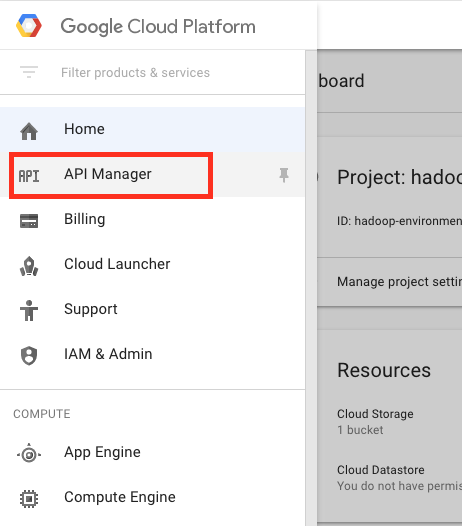 Google Cloud Platform
Filter products & services
Home
API API Manager
Billing
Cloud Launcher
Support
IAM & Admin
COMPUTE
App Engine
Compute Engine
board
Project: hadoo
ID: hadoop-environmen
Manage project settin
Resources
Cloud Storage
1 bucket
Cloud Datastore
You do not have permis